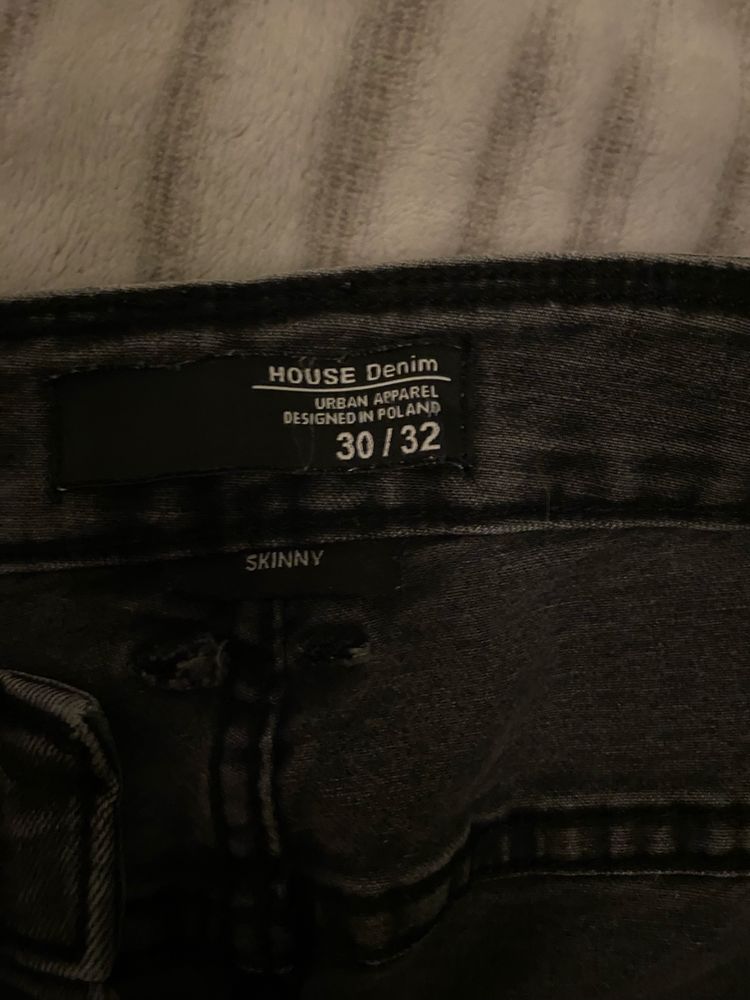 HOUSE Denim
URBAN APPAREL
DESIGNED IN POLAND
30 / 32
SKINNY